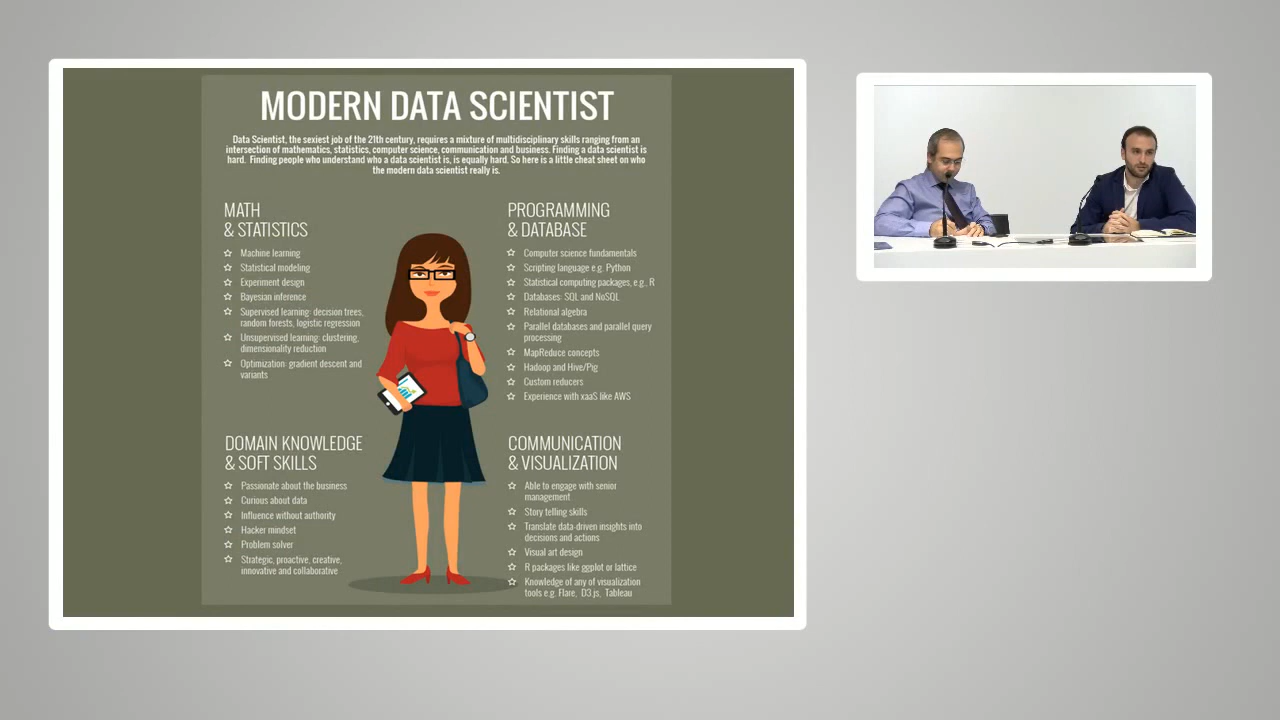 MODERN DATA SCIENTIST
Data Scientist, the sexiest job of the 21th century, requires a mixture of multidisciplinary skills ranging from an
intersection of mathematics, statistics, computer science, communication and business. Finding a data scientist is
hard. Finding people who understand who a data scientist is, is equally hard. So here is a little cheat sheet on who
the modern data scientist really is.
MATH
& STATISTICS
Machine learning
Statistical modeling
Experiment design
Bayesian inference
Supervised learning: decision trees,
random forests, logistic regression
Unsupervised learning: clustering,
dimensionality reduction
Optimization: gradient descent and
variants
PROGRAMMING
& DATABASE
Computer science fundamentals
Scripting language e.g. Python
Statistical computing packages, e.g., R
Databases: SQL and NoSQL
Relational algebra
Parallel databases and parallel query
processing
MapReduce concepts
Hadoop and Hive/Pig
Custom reducers
Experience with xaaS like AWS
DOMAIN KNOWLEDGE
& SOFT SKILLS
Passionate about the business
Curious about data
Influence without authority
Hacker mindset
Problem solver
Strategic, proactive, creative,
innovative and collaborative
COMMUNICATION
& VISUALIZATION
Able to engage with senior
management
Story telling skills
Translate data-driven insights into
decisions and actions
Visual art design
R packages like ggplot or lattice
Knowledge of any of visualization
tools e.g. Flare, D3.js, Tableau